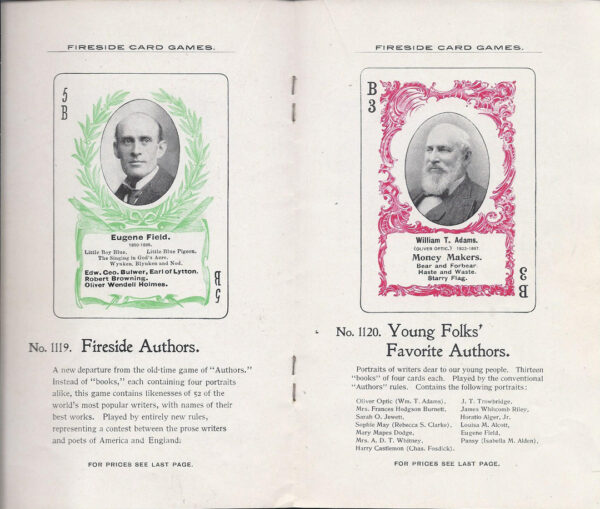 FIRESIDE CARD GAMES.
5
B
Eugene Field.
1850-1895.
Little Boy Blue. Little Blue Pigeon.
The Singing in God's Acre.
Wynken, Blynken and Nod.
Edw. Geo. Bulwer, Earl of Lytton.
Robert Browning.
Oliver Wendell Holmes.
5
B
No. 1119. Fireside Authors.
A new departure from the old-time game of "Authors."
Instead of "books," each containing four portraits
alike, this game contains likenesses of 52 of the
world's most popular writers, with names of their
best works. Played by entirely new rules,
representing a contest between the prose writers
and poets of America and England.
FOR PRICES SEE LAST PAGE.
FIRESIDE CARD GAMES.
B
3
William T. Adams.
(OLIVER OPTIC.) 1822-1897.
Money Makers.
Bear and Forbear.
Haste and Waste.
Starry Flag.
B
3
No. 1120. Young Folks'
Favorite Authors.
Portraits of writers dear to our young people. Thirteen
"books" of four cards each. Played by the conventional
"Authors" rules. Contains the following portraits:
Oliver Optic (Wm. T. Adams),
Mrs. Frances Hodgson Burnett,
Sarah O. Jewett,
Sophie May (Rebecca S. Clarke),
Mary Mapes Dodge,
Mrs. A. D. T. Whitney,
Harry Castlemon (Chas. Fosdick).
J. T. Trowbridge,
James Whitcomb Riley,
Horatio Alger, Jr.
Louisa M. Alcott,
Eugene Field,
Pansy (Isabella M. Alden),
FOR PRICES SEE LAST PAGE.